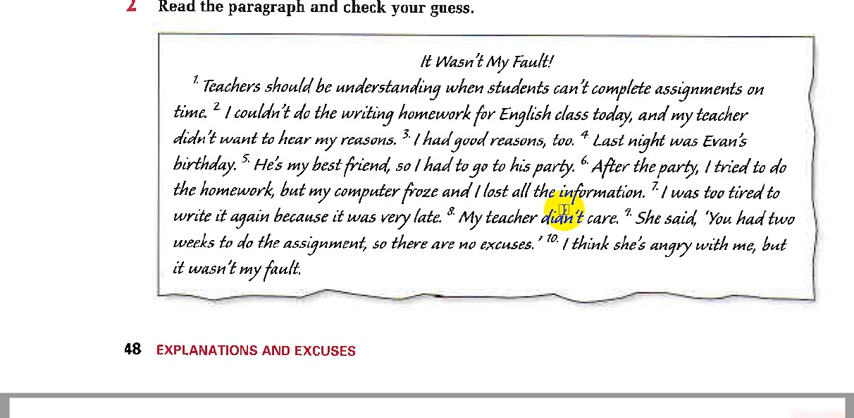 2 Read the paragraph and check your guess.
It Wasn't My Fault!
1. Teachers should be understanding when students can't complete assignments on
time. 2. I couldn't do the writing homework for English class today, and my teacher
didn't want to hear my reasons. 3. I had good reasons, too. 4. Last night was Evan's
birthday. 5. He's my best friend, so I had to go to his party. 6. After the party, I tried to do
the homework, but my computer froze and I lost all the information. 7. I was too tired to
write it again because it was very late. 8. My teacher didn't care. 9. She said, 'You had two
weeks to do the assignment, so there are no excuses.' 10. I think she's angry with me, but
it wasn't my fault.
48 EXPLANATIONS AND EXCUSES